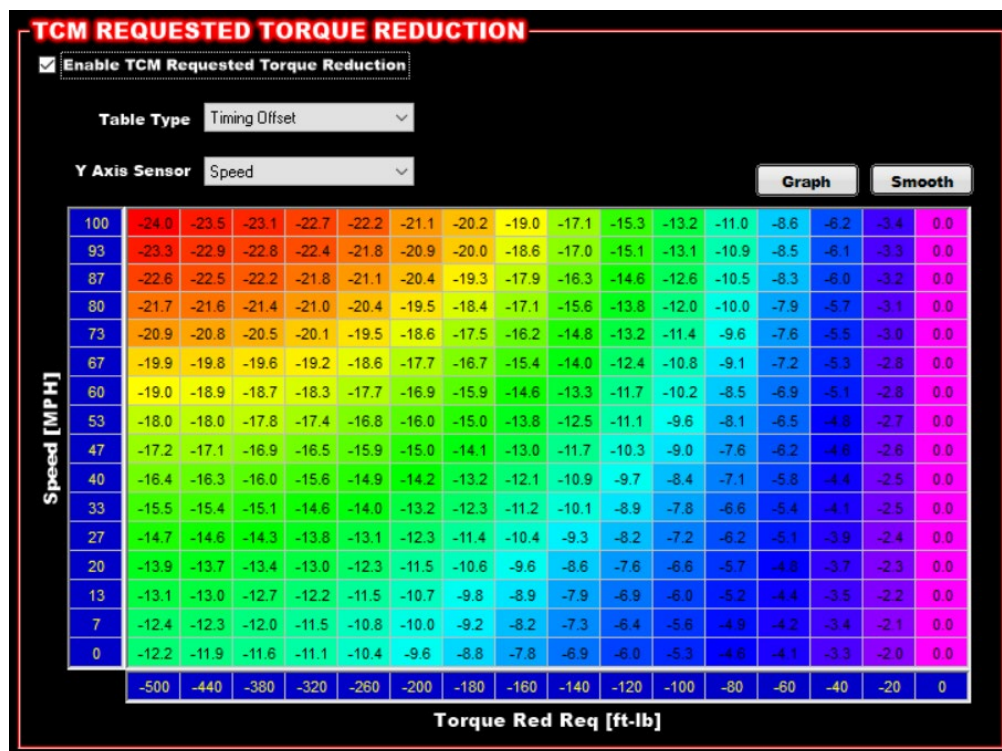 TCM REQUESTED TORQUE REDUCTION
Enable TCM Requested Torque Reduction
Table Type Timing Offset
Y Axis Sensor Speed
Graph Smooth
100 -24.0 -23.5 -23.1 -22.7 -22.2 -21.1 -20.2 -19.0 -17.1 -15.3 -13.2 -11.0 -8.6 -6.2 -3.4 0.0
93 -23.3 -22.9 -22.8 -22.4 -21.8 -20.9 -20.0 -18.6 -17.0 -15.1 -13.1 -10.9 -8.5 -6.1 -3.3 0.0
87 -22.6 -22.5 -22.2 -21.8 -21.1 -20.4 -19.3 -17.9 -16.3 -14.6 -12.6 -10.5 -8.3 -6.0 -3.2 0.0
80 -21.7 -21.6 -21.4 -21.0 -20.4 -19.5 -18.4 -17.1 -15.6 -13.8 -12.0 -10.0 -7.9 -5.7 -3.1 0.0
73 -20.9 -20.8 -20.5 -20.1 -19.5 -18.6 -17.5 -16.2 -14.8 -13.2 -11.4 -9.6 -7.6 -5.5 -3.0 0.0
67 -19.9 -19.8 -19.6 -19.2 -18.6 -17.7 -16.7 -15.4 -14.0 -12.4 -10.8 -9.1 -7.2 -5.3 -2.8 0.0
60 -19.0 -18.9 -18.7 -18.3 -17.7 -16.9 -15.9 -14.6 -13.3 -11.7 -10.2 -8.5 -6.9 -5.1 -2.8 0.0
53 -18.0 -18.0 -17.8 -17.4 -16.8 -16.0 -15.0 -13.8 -12.5 -11.1 -9.6 -8.1 -6.5 -4.8 -2.7 0.0
47 -17.2 -17.1 -16.9 -16.5 -15.9 -15.0 -14.1 -13.0 -11.7 -10.3 -9.0 -7.6 -6.2 -4.6 -2.6 0.0
40 -16.4 -16.3 -16.0 -15.6 -14.9 -14.2 -13.2 -12.1 -10.9 -9.7 -8.4 -7.1 -5.8 -4.4 -2.5 0.0
33 -15.5 -15.4 -15.1 -14.6 -14.0 -13.2 -12.3 -11.2 -10.1 -8.9 -7.8 -6.6 -5.4 -4.1 -2.5 0.0
27 -14.7 -14.6 -14.3 -13.8 -13.1 -12.3 -11.4 -10.4 -9.3 -8.2 -7.2 -6.2 -5.1 -3.9 -2.4 0.0
20 -13.9 -13.7 -13.4 -13.0 -12.3 -11.5 -10.6 -9.6 -8.6 -7.6 -6.6 -5.7 -4.8 -3.7 -2.3 0.0
13 -13.1 -13.0 -12.7 -12.2 -11.5 -10.7 -9.8 -8.9 -7.9 -6.9 -6.0 -5.2 -4.4 -3.5 -2.2 0.0
7 -12.4 -12.3 -12.0 -11.5 -10.8 -10.0 -9.2 -8.2 -7.3 -6.4 -5.6 -4.9 -4.2 -3.4 -2.1 0.0
0 -12.2 -11.9 -11.6 -11.1 -10.4 -9.6 -8.8 -7.8 -6.9 -6.0 -5.3 -4.6 -4.1 -3.3 -2.0 0.0
-500 -440 -380 -320 -260 -200 -180 -160 -140 -120 -100 -80 -60 -40 -20 0
Speed [MPH]
Torque Red Req [ft-lb]